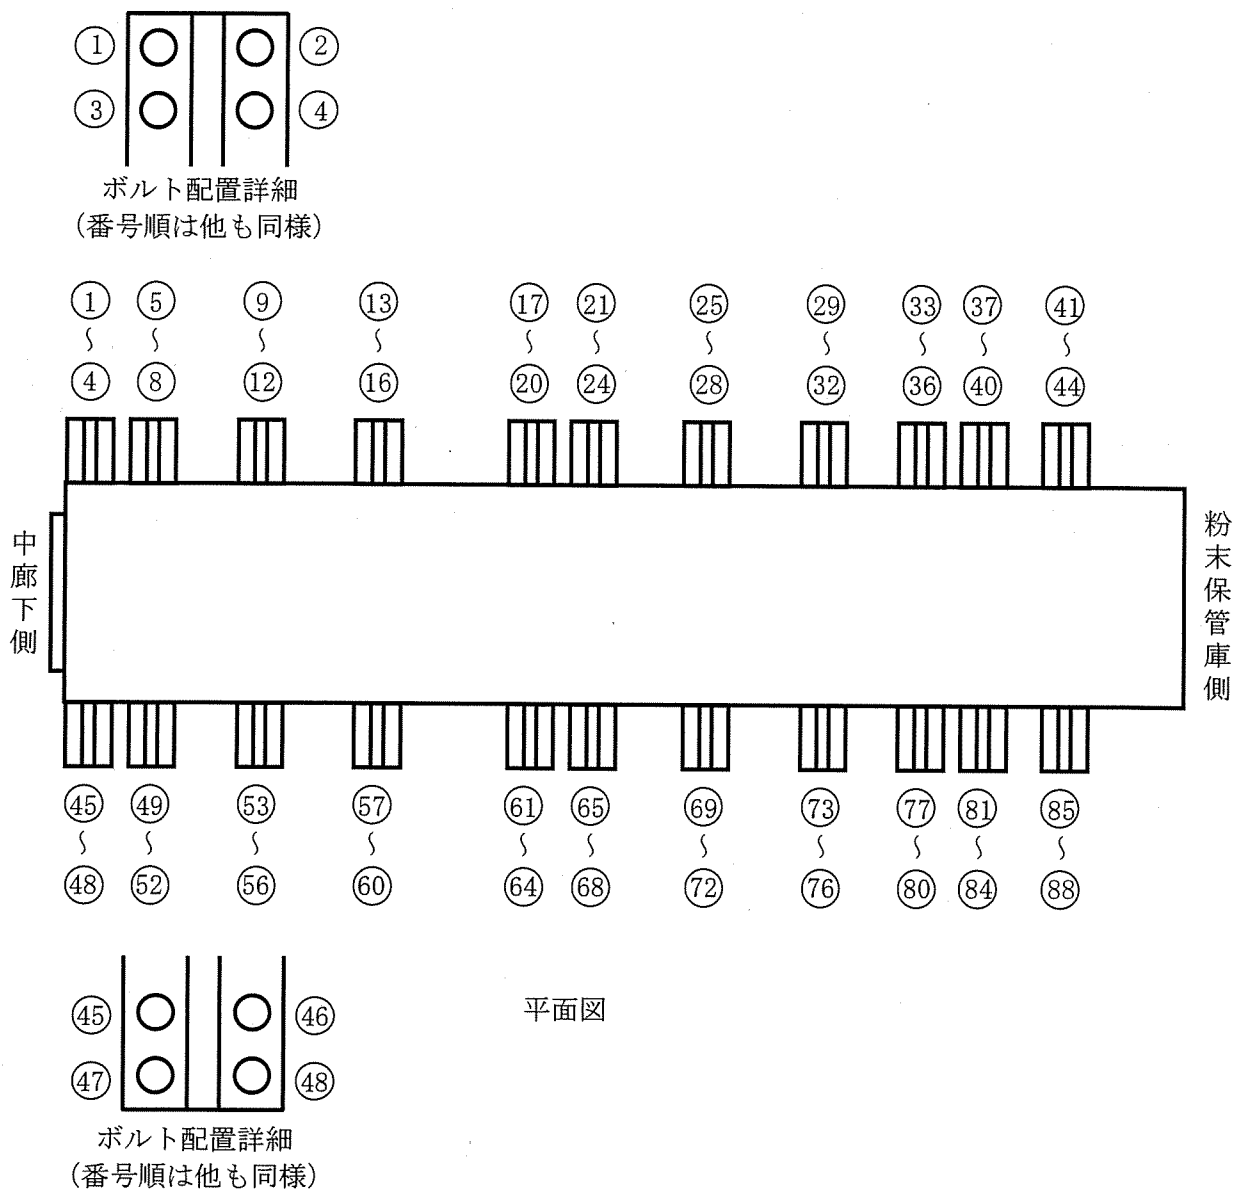 ① ②
③ ④
ボルト配置詳細
(番号順は他も同様)
① ⑤ ⑨ ⑬ ⑰ ㉑ ㉕ ㉙ ㉝ ㊲ ㊶
～ ～ ～ ～ ～ ～ ～ ～ ～ ～ ～
④ ⑧ ⑫ ⑯ ⑳ ㉔ ㉘ ㉜ ㊱ ㊵ ㊹
中廊下側
粉末保管庫側
㊺ ㊾ 53 57 61 65 69 73 77 81 85
～ ～ ～ ～ ～ ～ ～ ～ ～ ～ ～
㊽ 52 56 60 64 68 72 76 80 84 88
㊺ ㊻
㊼ ㊽
ボルト配置詳細
(番号順は他も同様)
平面図